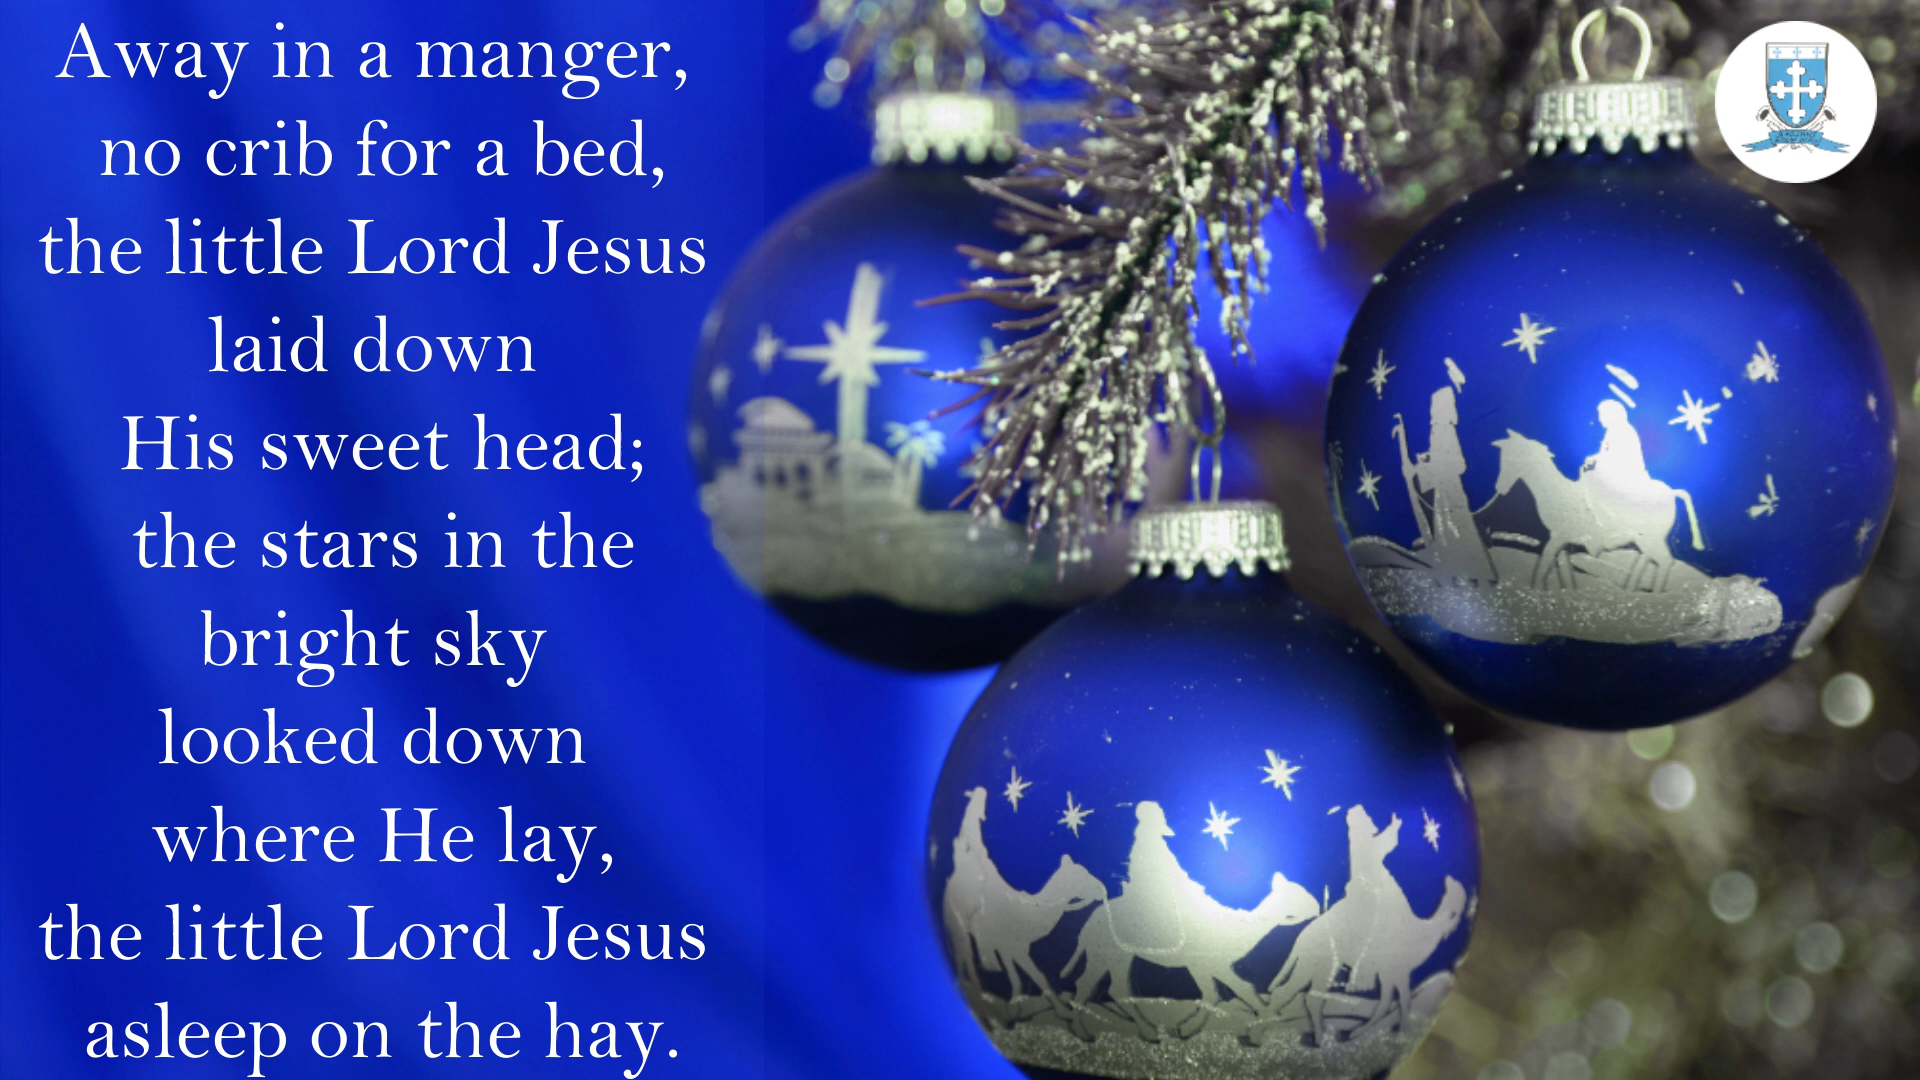 Away in a manger,
no crib for a bed,
the little Lord Jesus
laid down
His sweet head;
the stars in the
bright sky
looked down
where He lay,
the little Lord Jesus
asleep on the hay.